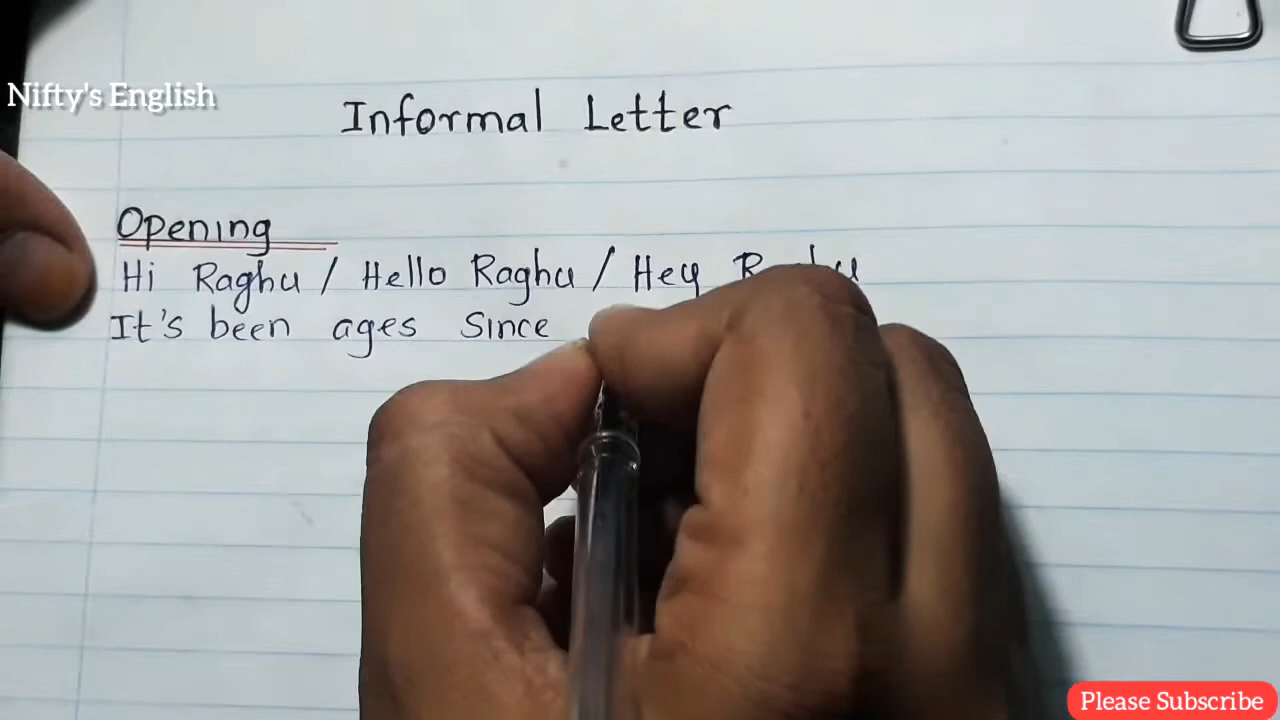 Nifty's English
Informal Letter
Opening
Hi Raghu / Hello Raghu / Hey
It's been ages since
Please Subscribe